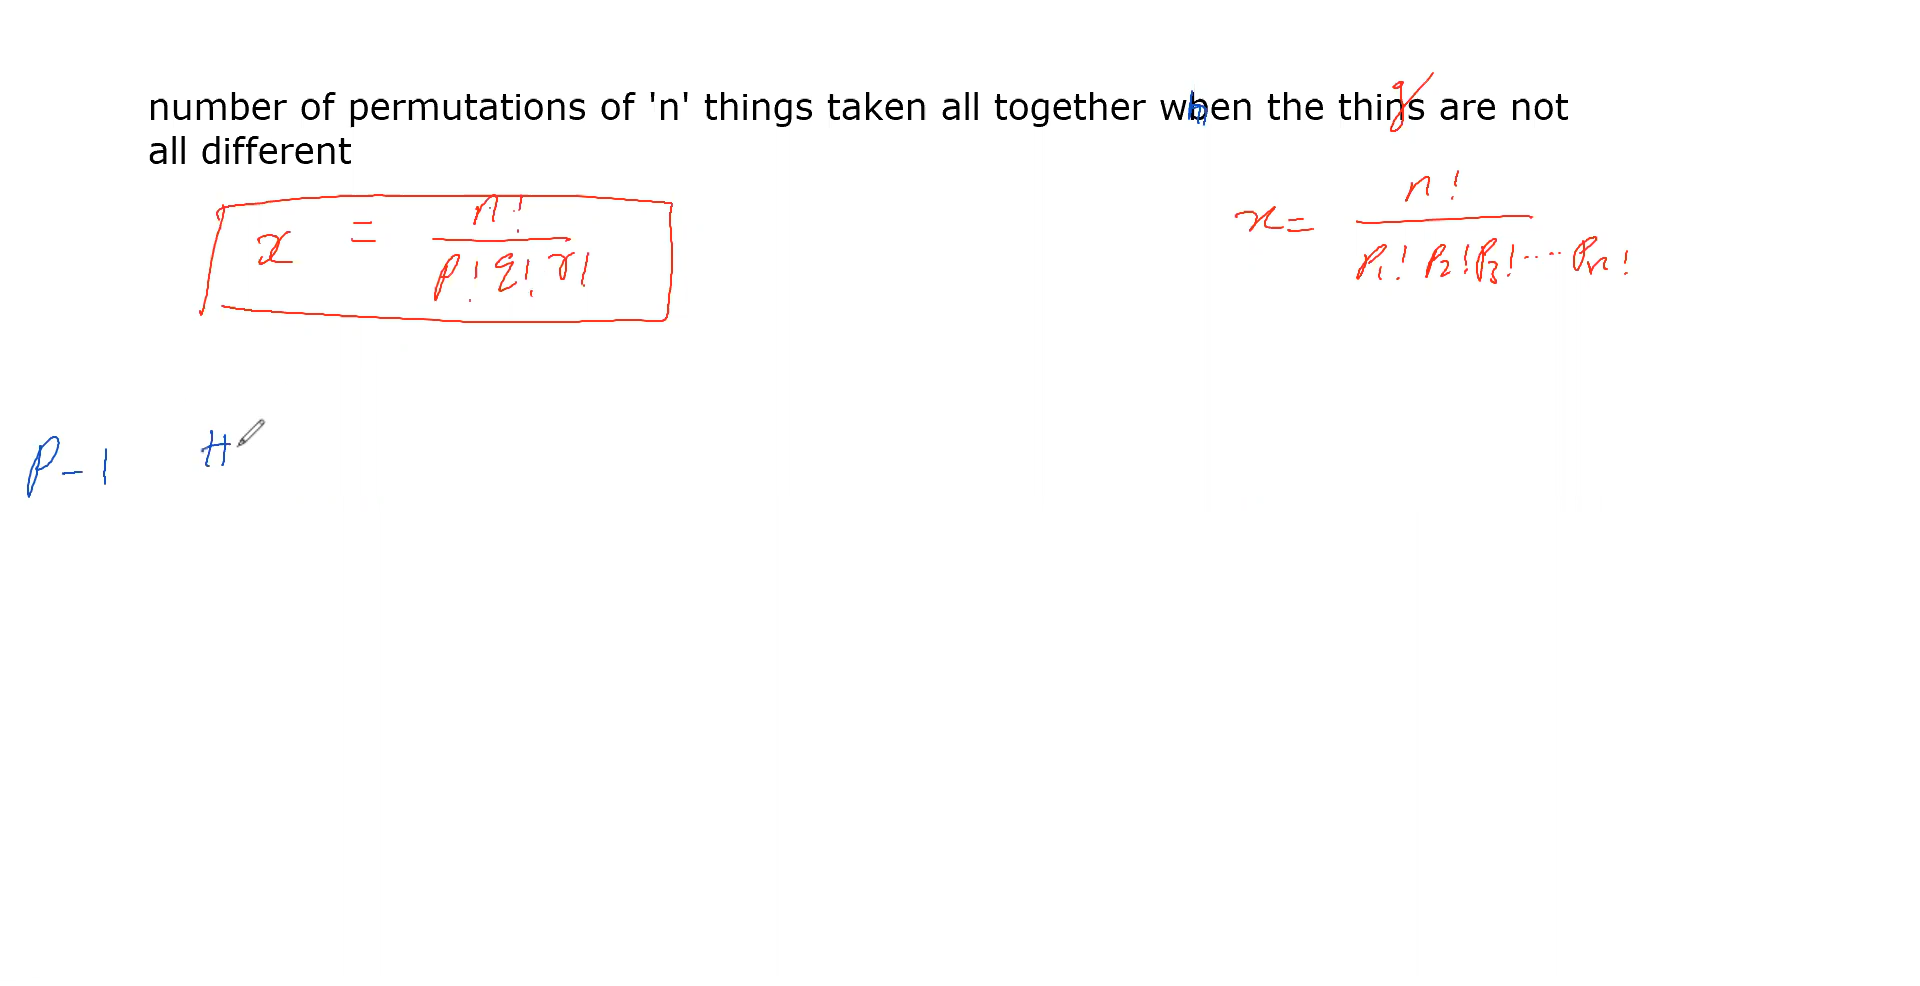 number of permutations of 'n' things taken all together when the things are not
all different
x = n! / p! q! r!
x = n! / P₁! P₂! P₃! .... Pₙ!
P-1 H